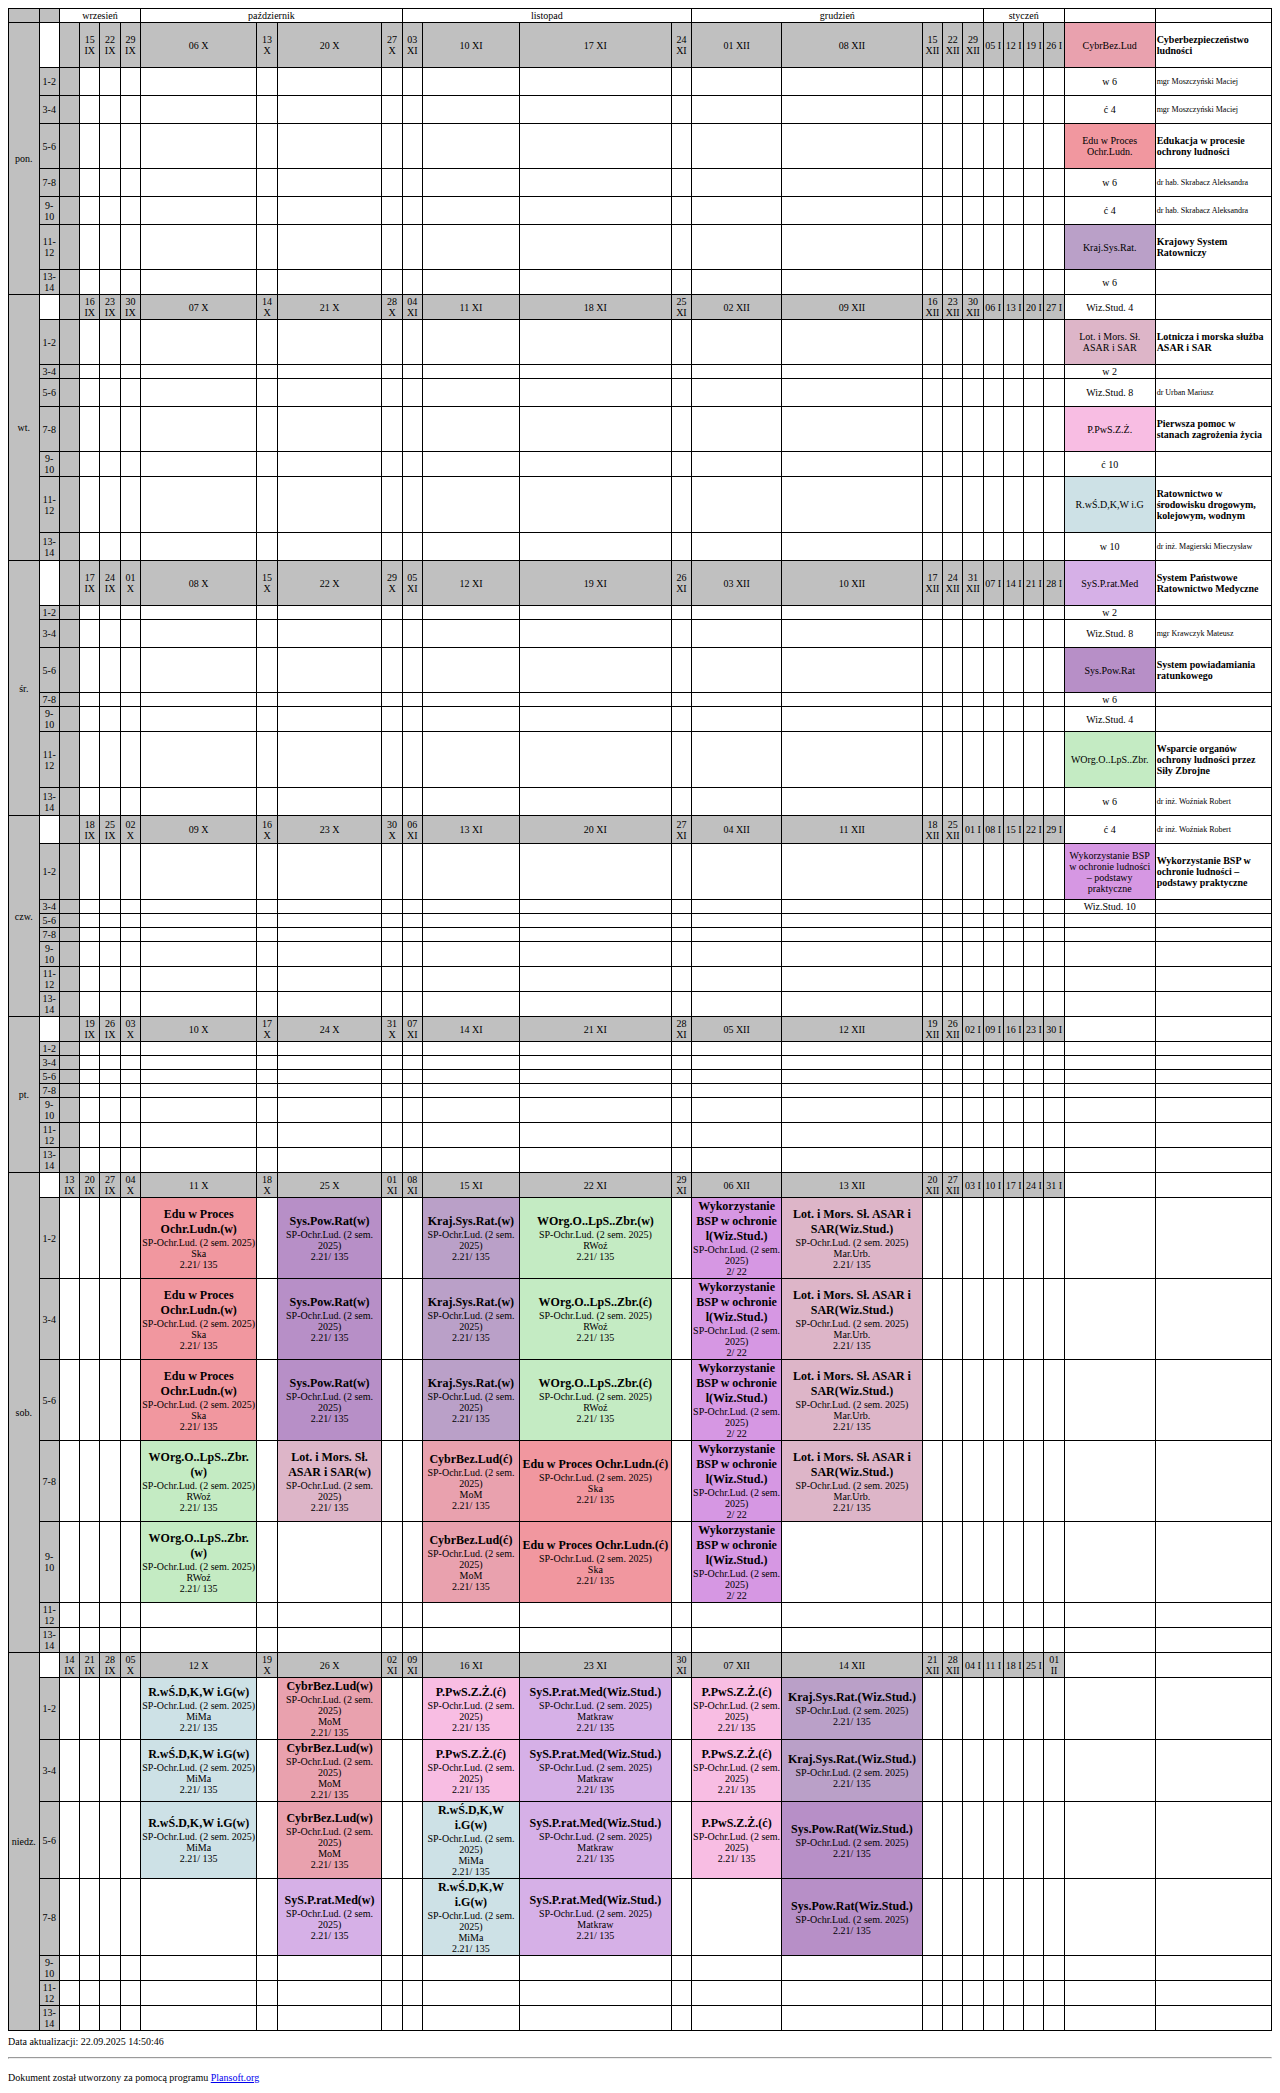 wrzesień październik listopad grudzień styczeń
pon. 15 IX 22 IX 29 IX 06 X 13 X 20 X 27 X 03 XI 10 XI 17 XI 24 XI 01 XII 08 XII 15 XII 22 XII 29 XII 05 I 12 I 19 I 26 I CybrBez.Lud Cyberbezpieczeństwo ludności
1-2 w 6 mgr Moszczyński Maciej
3-4 ć 4 mgr Moszczyński Maciej
5-6 Edu w Proces Ochr.Ludn. Edukacja w procesie ochrony ludności
7-8 w 6 dr hab. Skrabacz Aleksandra
9-10 ć 4 dr hab. Skrabacz Aleksandra
11-12 Kraj.Sys.Rat. Krajowy System Ratowniczy
13-14 w 6
wt. 16 IX 23 IX 30 IX 07 X 14 X 21 X 28 X 04 XI 11 XI 18 XI 25 XI 02 XII 09 XII 16 XII 23 XII 30 XII 06 I 13 I 20 I 27 I Wiz.Stud. 4
1-2 Lot. i Mors. Sł. ASAR i SAR Lotnicza i morska służba ASAR i SAR
3-4 w 2
5-6 Wiz.Stud. 8 dr Urban Mariusz
7-8 P.PwS.Z.Ż. Pierwsza pomoc w stanach zagrożenia życia
9-10 ć 10
11-12 R.wŚ.D,K,W i.G Ratownictwo w środowisku drogowym, kolejowym, wodnym
13-14 w 10 dr inż. Magierski Mieczysław
śr. 17 IX 24 IX 01 X 08 X 15 X 22 X 29 X 05 XI 12 XI 19 XI 26 XI 03 XII 10 XII 17 XII 24 XII 31 XII 07 I 14 I 21 I 28 I SyS.P.rat.Med System Państwowe Ratownictwo Medyczne
1-2 w 2
3-4 Wiz.Stud. 8 mgr Krawczyk Mateusz
5-6 Sys.Pow.Rat System powiadamiania ratunkowego
7-8 w 6
9-10 Wiz.Stud. 4
11-12 WOrg.O..LpS..Zbr. Wsparcie organów ochrony ludności przez Siły Zbrojne
13-14 w 6 dr inż. Woźniak Robert
czw. 18 IX 25 IX 02 X 09 X 16 X 23 X 30 X 06 XI 13 XI 20 XI 27 XI 04 XII 11 XII 18 XII 25 XII 01 I 08 I 15 I 22 I 29 I ć 4 dr inż. Woźniak Robert
1-2 Wykorzystanie BSP w ochronie ludności – podstawy praktyczne Wykorzystanie BSP w ochronie ludności – podstawy praktyczne
3-4 Wiz.Stud. 10
5-6
7-8
9-10
11-12
13-14
pt. 19 IX 26 IX 03 X 10 X 17 X 24 X 31 X 07 XI 14 XI 21 XI 28 XI 05 XII 12 XII 19 XII 26 XII 02 I 09 I 16 I 23 I 30 I
1-2
3-4
5-6
7-8
9-10
11-12
13-14
sob. 13 IX 20 IX 27 IX 04 X 11 X 18 X 25 X 01 XI 08 XI 15 XI 22 XI 29 XI 06 XII 13 XII 20 XII 27 XII 03 I 10 I 17 I 24 I 31 I
1-2 Edu w Proces Ochr.Ludn.(w) SP-Ochr.Lud. (2 sem. 2025) Ska 2.21/ 135 Sys.Pow.Rat(w) SP-Ochr.Lud. (2 sem. 2025) 2.21/ 135 Kraj.Sys.Rat.(w) SP-Ochr.Lud. (2 sem. 2025) 2.21/ 135 WOrg.O..LpS..Zbr.(w) SP-Ochr.Lud. (2 sem. 2025) RWoź 2.21/ 135 Wykorzystanie BSP w ochronie l(Wiz.Stud.) SP-Ochr.Lud. (2 sem. 2025) 2/ 22 Lot. i Mors. Sł. ASAR i SAR(Wiz.Stud.) SP-Ochr.Lud. (2 sem. 2025) Mar.Urb. 2.21/ 135
3-4 Edu w Proces Ochr.Ludn.(w) SP-Ochr.Lud. (2 sem. 2025) Ska 2.21/ 135 Sys.Pow.Rat(w) SP-Ochr.Lud. (2 sem. 2025) 2.21/ 135 Kraj.Sys.Rat.(w) SP-Ochr.Lud. (2 sem. 2025) 2.21/ 135 WOrg.O..LpS..Zbr.(ć) SP-Ochr.Lud. (2 sem. 2025) RWoź 2.21/ 135 Wykorzystanie BSP w ochronie l(Wiz.Stud.) SP-Ochr.Lud. (2 sem. 2025) 2/ 22 Lot. i Mors. Sł. ASAR i SAR(Wiz.Stud.) SP-Ochr.Lud. (2 sem. 2025) Mar.Urb. 2.21/ 135
5-6 Edu w Proces Ochr.Ludn.(w) SP-Ochr.Lud. (2 sem. 2025) Ska 2.21/ 135 Sys.Pow.Rat(w) SP-Ochr.Lud. (2 sem. 2025) 2.21/ 135 Kraj.Sys.Rat.(w) SP-Ochr.Lud. (2 sem. 2025) 2.21/ 135 WOrg.O..LpS..Zbr.(ć) SP-Ochr.Lud. (2 sem. 2025) RWoź 2.21/ 135 Wykorzystanie BSP w ochronie l(Wiz.Stud.) SP-Ochr.Lud. (2 sem. 2025) 2/ 22 Lot. i Mors. Sł. ASAR i SAR(Wiz.Stud.) SP-Ochr.Lud. (2 sem. 2025) Mar.Urb. 2.21/ 135
7-8 WOrg.O..LpS..Zbr.(w) SP-Ochr.Lud. (2 sem. 2025) RWoź 2.21/ 135 Lot. i Mors. Sł. ASAR i SAR(w) SP-Ochr.Lud. (2 sem. 2025) 2.21/ 135 CybrBez.Lud(ć) SP-Ochr.Lud. (2 sem. 2025) MoM 2.21/ 135 Edu w Proces Ochr.Ludn.(ć) SP-Ochr.Lud. (2 sem. 2025) Ska 2.21/ 135 Wykorzystanie BSP w ochronie l(Wiz.Stud.) SP-Ochr.Lud. (2 sem. 2025) 2/ 22 Lot. i Mors. Sł. ASAR i SAR(Wiz.Stud.) SP-Ochr.Lud. (2 sem. 2025) Mar.Urb. 2.21/ 135
9-10 WOrg.O..LpS..Zbr.(w) SP-Ochr.Lud. (2 sem. 2025) RWoź 2.21/ 135 CybrBez.Lud(ć) SP-Ochr.Lud. (2 sem. 2025) MoM 2.21/ 135 Edu w Proces Ochr.Ludn.(ć) SP-Ochr.Lud. (2 sem. 2025) Ska 2.21/ 135 Wykorzystanie BSP w ochronie l(Wiz.Stud.) SP-Ochr.Lud. (2 sem. 2025) 2/ 22
11-12
13-14
niedz. 14 IX 21 IX 28 IX 05 X 12 X 19 X 26 X 02 XI 09 XI 16 XI 23 XI 30 XI 07 XII 14 XII 21 XII 28 XII 04 I 11 I 18 I 25 I 01 II
1-2 R.wŚ.D,K,W i.G(w) SP-Ochr.Lud. (2 sem. 2025) MiMa 2.21/ 135 CybrBez.Lud(w) SP-Ochr.Lud. (2 sem. 2025) MoM 2.21/ 135 P.PwS.Z.Ż.(ć) SP-Ochr.Lud. (2 sem. 2025) 2.21/ 135 SyS.P.rat.Med(Wiz.Stud.) SP-Ochr.Lud. (2 sem. 2025) Matkraw 2.21/ 135 P.PwS.Z.Ż.(ć) SP-Ochr.Lud. (2 sem. 2025) 2.21/ 135 Kraj.Sys.Rat.(Wiz.Stud.) SP-Ochr.Lud. (2 sem. 2025) 2.21/ 135
3-4 R.wŚ.D,K,W i.G(w) SP-Ochr.Lud. (2 sem. 2025) MiMa 2.21/ 135 CybrBez.Lud(w) SP-Ochr.Lud. (2 sem. 2025) MoM 2.21/ 135 P.PwS.Z.Ż.(ć) SP-Ochr.Lud. (2 sem. 2025) 2.21/ 135 SyS.P.rat.Med(Wiz.Stud.) SP-Ochr.Lud. (2 sem. 2025) Matkraw 2.21/ 135 P.PwS.Z.Ż.(ć) SP-Ochr.Lud. (2 sem. 2025) 2.21/ 135 Kraj.Sys.Rat.(Wiz.Stud.) SP-Ochr.Lud. (2 sem. 2025) 2.21/ 135
5-6 R.wŚ.D,K,W i.G(w) SP-Ochr.Lud. (2 sem. 2025) MiMa 2.21/ 135 CybrBez.Lud(w) SP-Ochr.Lud. (2 sem. 2025) MoM 2.21/ 135 R.wŚ.D,K,W i.G(w) SP-Ochr.Lud. (2 sem. 2025) MiMa 2.21/ 135 SyS.P.rat.Med(Wiz.Stud.) SP-Ochr.Lud. (2 sem. 2025) Matkraw 2.21/ 135 P.PwS.Z.Ż.(ć) SP-Ochr.Lud. (2 sem. 2025) 2.21/ 135 Sys.Pow.Rat(Wiz.Stud.) SP-Ochr.Lud. (2 sem. 2025) 2.21/ 135
7-8 SyS.P.rat.Med(w) SP-Ochr.Lud. (2 sem. 2025) 2.21/ 135 R.wŚ.D,K,W i.G(w) SP-Ochr.Lud. (2 sem. 2025) MiMa 2.21/ 135 SyS.P.rat.Med(Wiz.Stud.) SP-Ochr.Lud. (2 sem. 2025) Matkraw 2.21/ 135 Sys.Pow.Rat(Wiz.Stud.) SP-Ochr.Lud. (2 sem. 2025) 2.21/ 135
9-10
11-12
13-14
Data aktualizacji: 22.09.2025 14:50:46
Dokument został utworzony za pomocą programu Plansoft.org